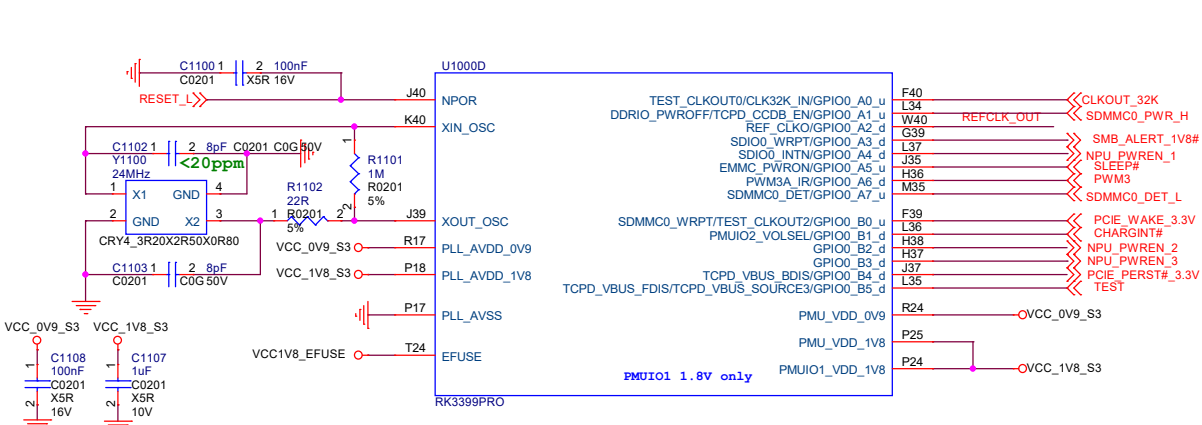 C1100 1 2 100nF
C0201 X5R 16V
RESET_L
U1000D
J40 NPOR
K40 XIN_OSC
C1102 1 2 8pF C0201 C0G 50V
<20ppm
Y1100
24MHz
1 X1 GND 4
2 GND X2 3
CRY4_3R20X2R50X0R80
1
R1101
1M
R0201
5%
2
R1102
22R
1 R0201 2
5%
J39 XOUT_OSC
C1103 1 2 8pF
C0201 C0G 50V
VCC_0V9_S3 R17 PLL_AVDD_0V9
VCC_1V8_S3 P18 PLL_AVDD_1V8
P17 PLL_AVSS
VCC1V8_EFUSE T24 EFUSE
VCC_0V9_S3 VCC_1V8_S3
1 C1108
100nF
C0201
2 X5R
16V
1 C1107
1uF
C0201
2 X5R
10V
TEST_CLKOUT0/CLK32K_IN/GPIO0_A0_u F40 CLKOUT_32K
DDRIO_PWROFF/TCPD_CCDB_EN/GPIO0_A1_u L34 SDMMC0_PWR_H
REF_CLKO/GPIO0_A2_d W40 REFCLK_OUT
SDIO0_WRPT/GPIO0_A3_d G39 SMB_ALERT_1V8#
SDIO0_INTN/GPIO0_A4_d L37 NPU_PWREN_1
EMMC_PWRON/GPIO0_A5_u J35 SLEEP#
PWM3A_IR/GPIO0_A6_d H36 PWM3
SDMMC0_DET/GPIO0_A7_u M35 SDMMC0_DET_L
SDMMC0_WRPT/TEST_CLKOUT2/GPIO0_B0_u F39 PCIE_WAKE_3.3V
PMUIO2_VOLSEL/GPIO0_B1_d L36 CHARGINT#
GPIO0_B2_d H38 NPU_PWREN_2
GPIO0_B3_d H37 NPU_PWREN_3
TCPD_VBUS_BDIS/GPIO0_B4_d J37 PCIE_PERST#_3.3V
TCPD_VBUS_FDIS/TCPD_VBUS_SOURCE3/GPIO0_B5_d L35 TEST
PMU_VDD_0V9 R24 VCC_0V9_S3
PMU_VDD_1V8 P25
PMUIO1_VDD_1V8 P24 VCC_1V8_S3
PMUIO1 1.8V only
RK3399PRO